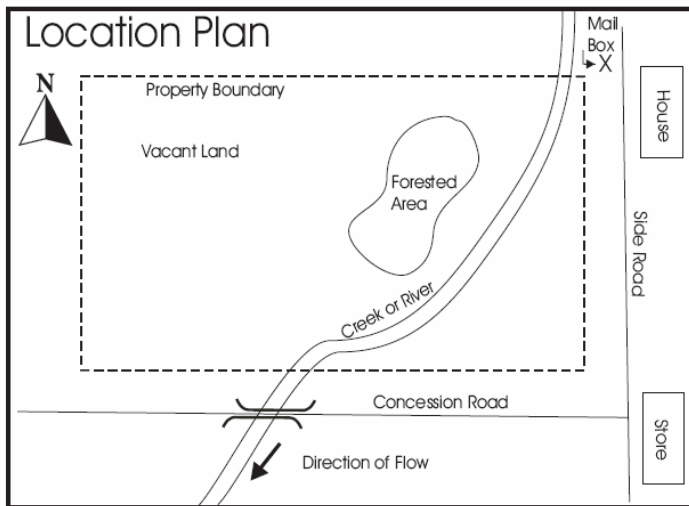 Location Plan
Mail
Box
X
N
Property Boundary
House
Vacant Land
Forested
Area
Side Road
Creek or River
Concession Road
Store
Direction of Flow